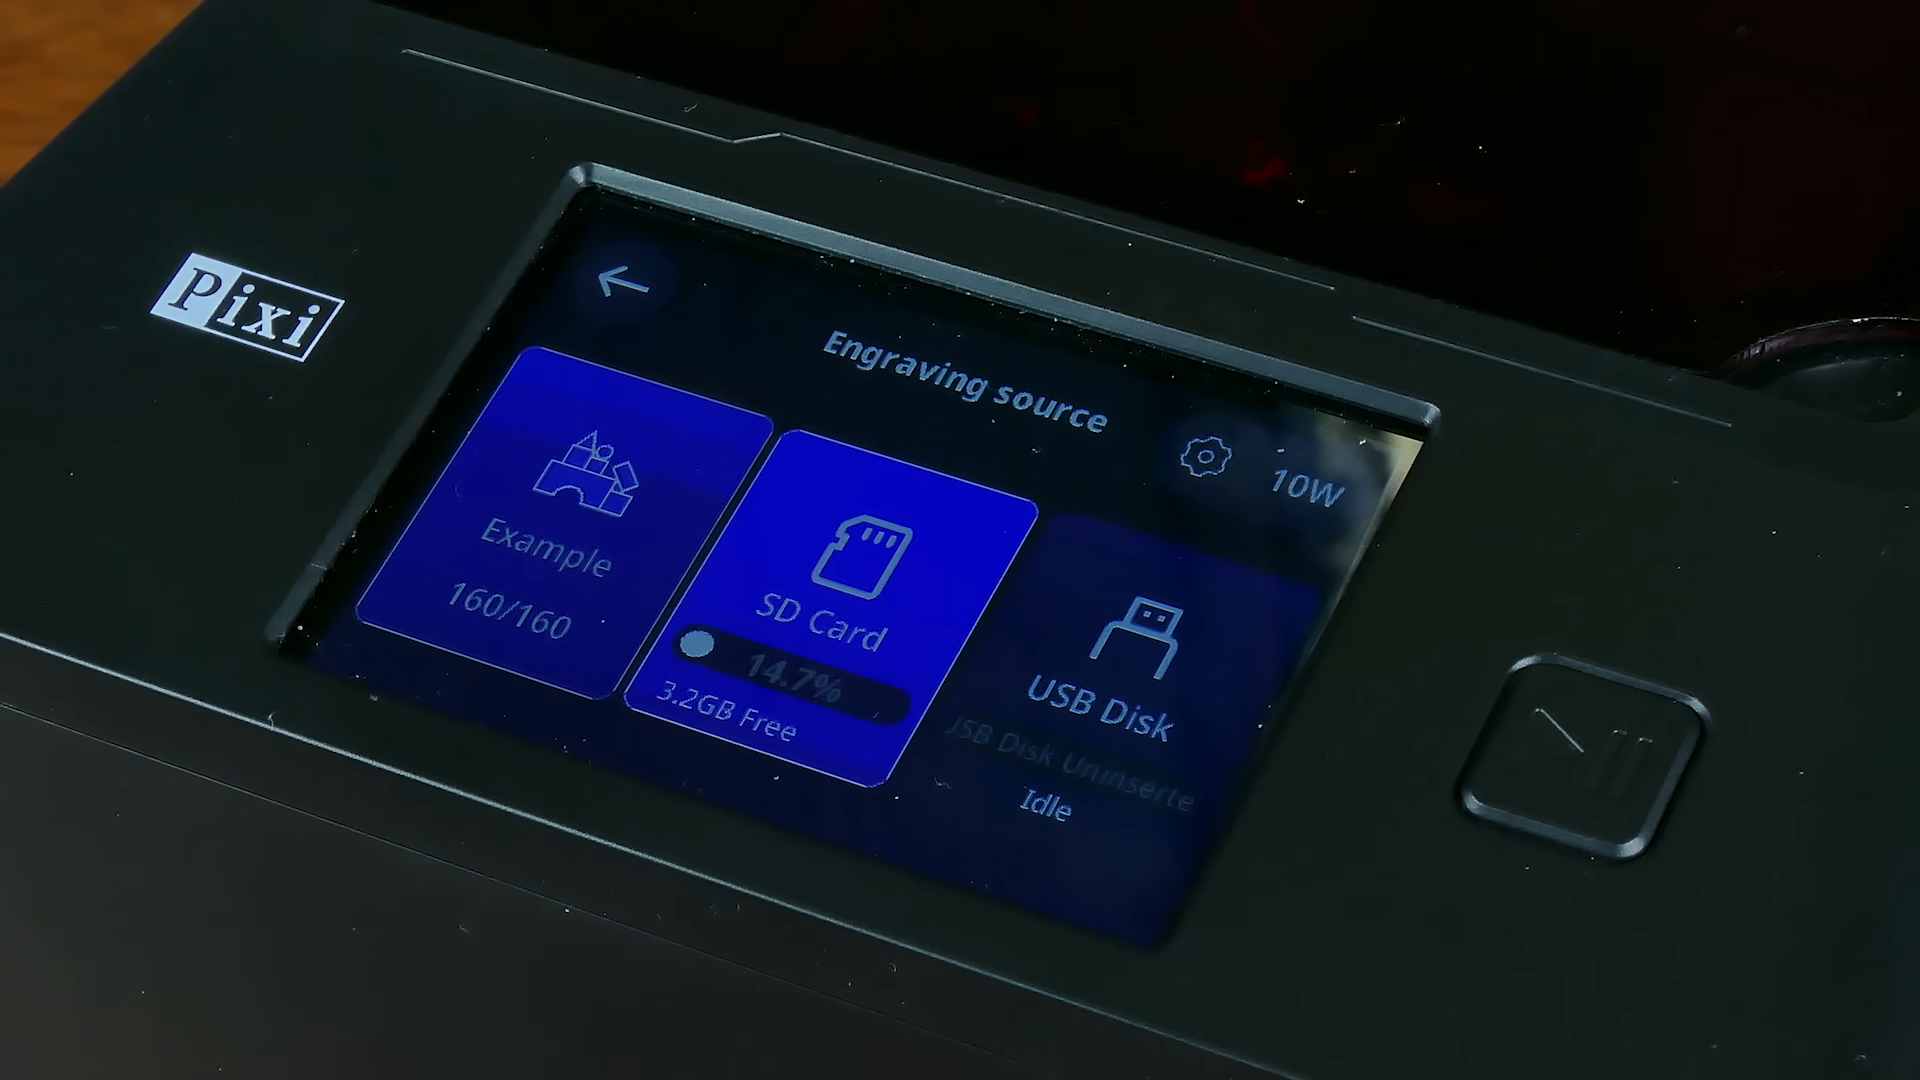 Pixi
Engraving source
10W
Example
160/160
SD Card
14.7%
3.2GB Free
USB Disk
JSB Disk Uninserte
Idle